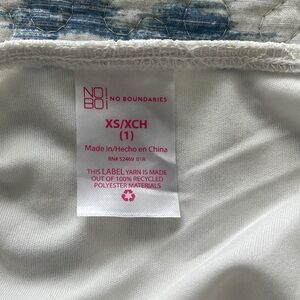 NO BO NO BOUNDARIES
XS/XCH
(1)
Made in/Hecho en China
RN# 52469 01R
THIS LABEL YARN IS MADE
OUT OF 100% RECYCLED
POLYESTER MATERIALS